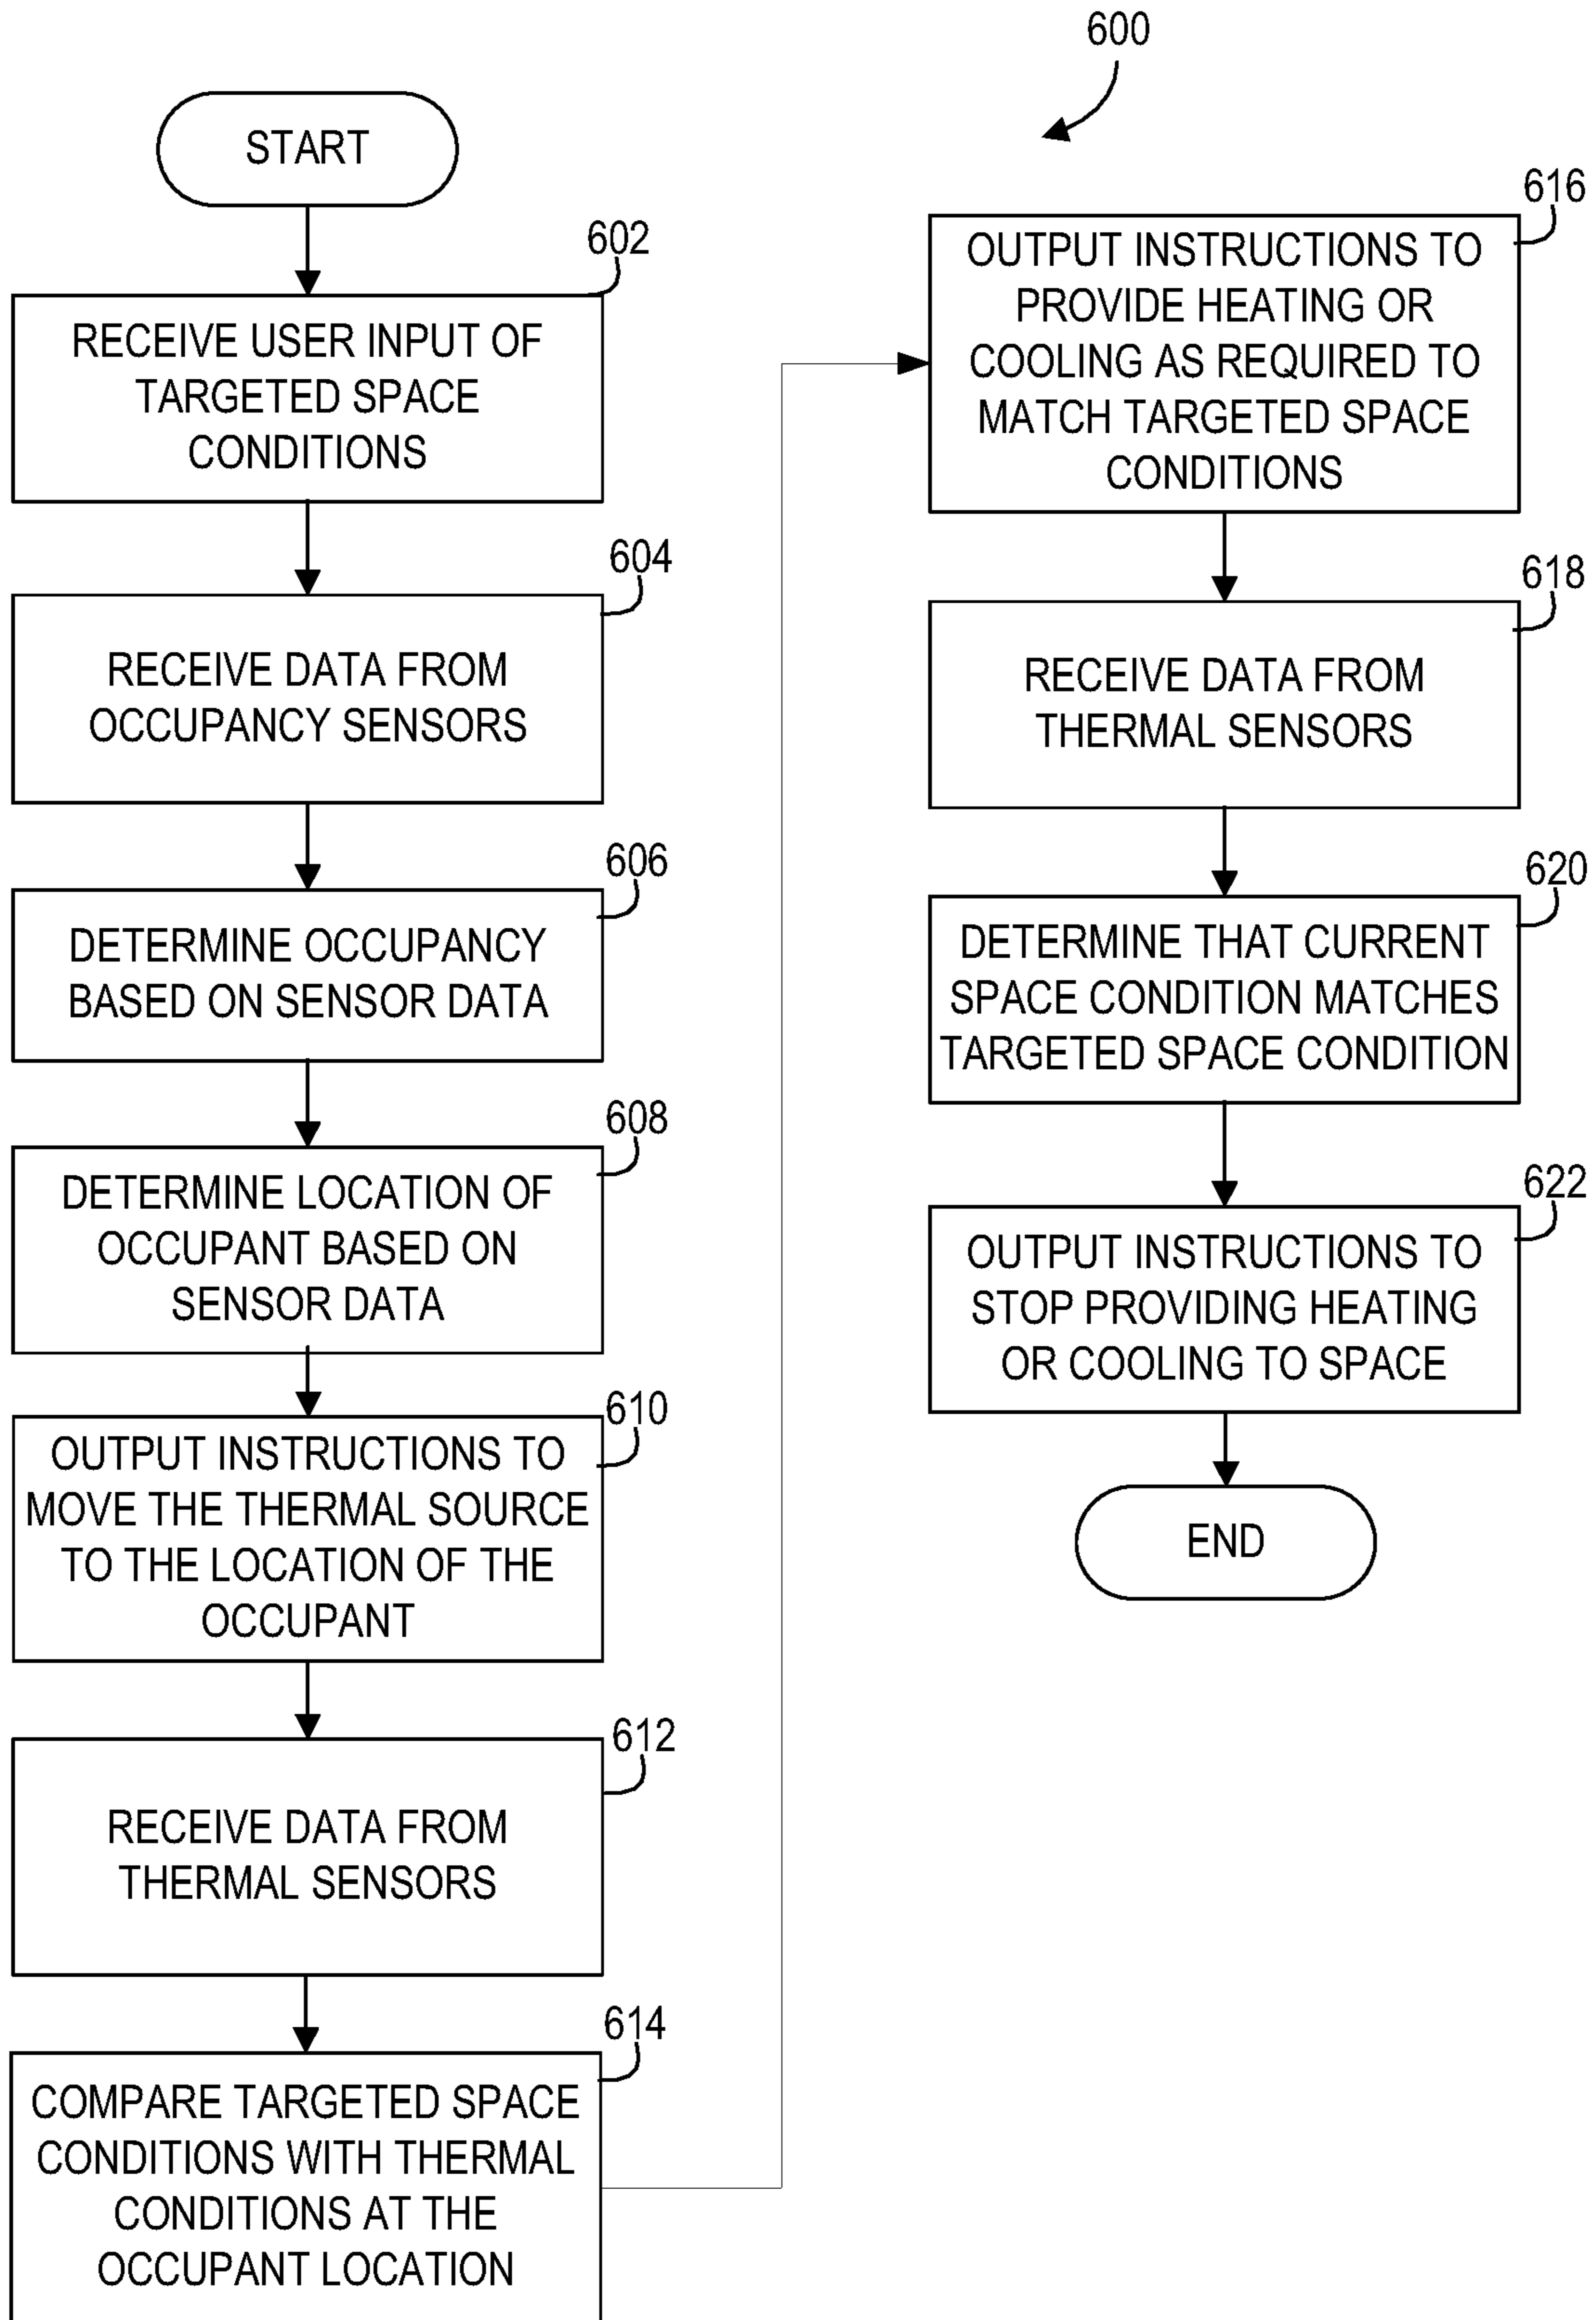 600
START
602
RECEIVE USER INPUT OF
TARGETED SPACE
CONDITIONS
604
RECEIVE DATA FROM
OCCUPANCY SENSORS
606
DETERMINE OCCUPANCY
BASED ON SENSOR DATA
608
DETERMINE LOCATION OF
OCCUPANT BASED ON
SENSOR DATA
610
OUTPUT INSTRUCTIONS TO
MOVE THE THERMAL SOURCE
TO THE LOCATION OF THE
OCCUPANT
612
RECEIVE DATA FROM
THERMAL SENSORS
614
COMPARE TARGETED SPACE
CONDITIONS WITH THERMAL
CONDITIONS AT THE
OCCUPANT LOCATION
616
OUTPUT INSTRUCTIONS TO
PROVIDE HEATING OR
COOLING AS REQUIRED TO
MATCH TARGETED SPACE
CONDITIONS
618
RECEIVE DATA FROM
THERMAL SENSORS
620
DETERMINE THAT CURRENT
SPACE CONDITION MATCHES
TARGETED SPACE CONDITION
622
OUTPUT INSTRUCTIONS TO
STOP PROVIDING HEATING
OR COOLING TO SPACE
END